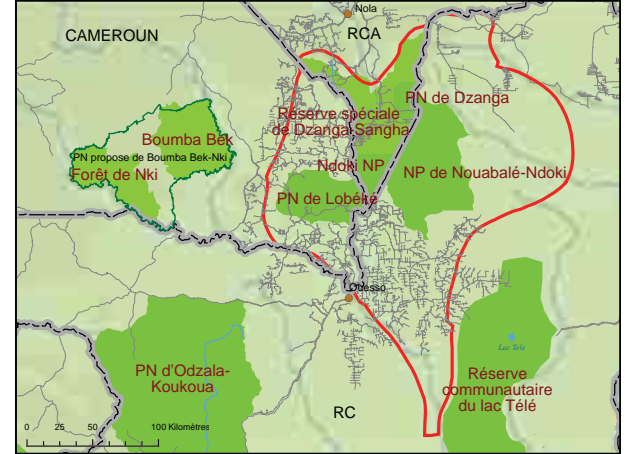 Nola
CAMEROUN
RCA
PN de Dzanga
Réserve spéciale
de Dzanga-Sangha
Boumba Bek
PN propose de Boumba Bek-Nki
Ndoki NP
Forêt de Nki
NP de Nouabalé-Ndoki
PN de Lobéké
Ouesso
Lac Tele
PN d'Odzala-
Koukoua
Réserve
communautaire
du lac Télé
RC
0 25 50 100 Kilomètres